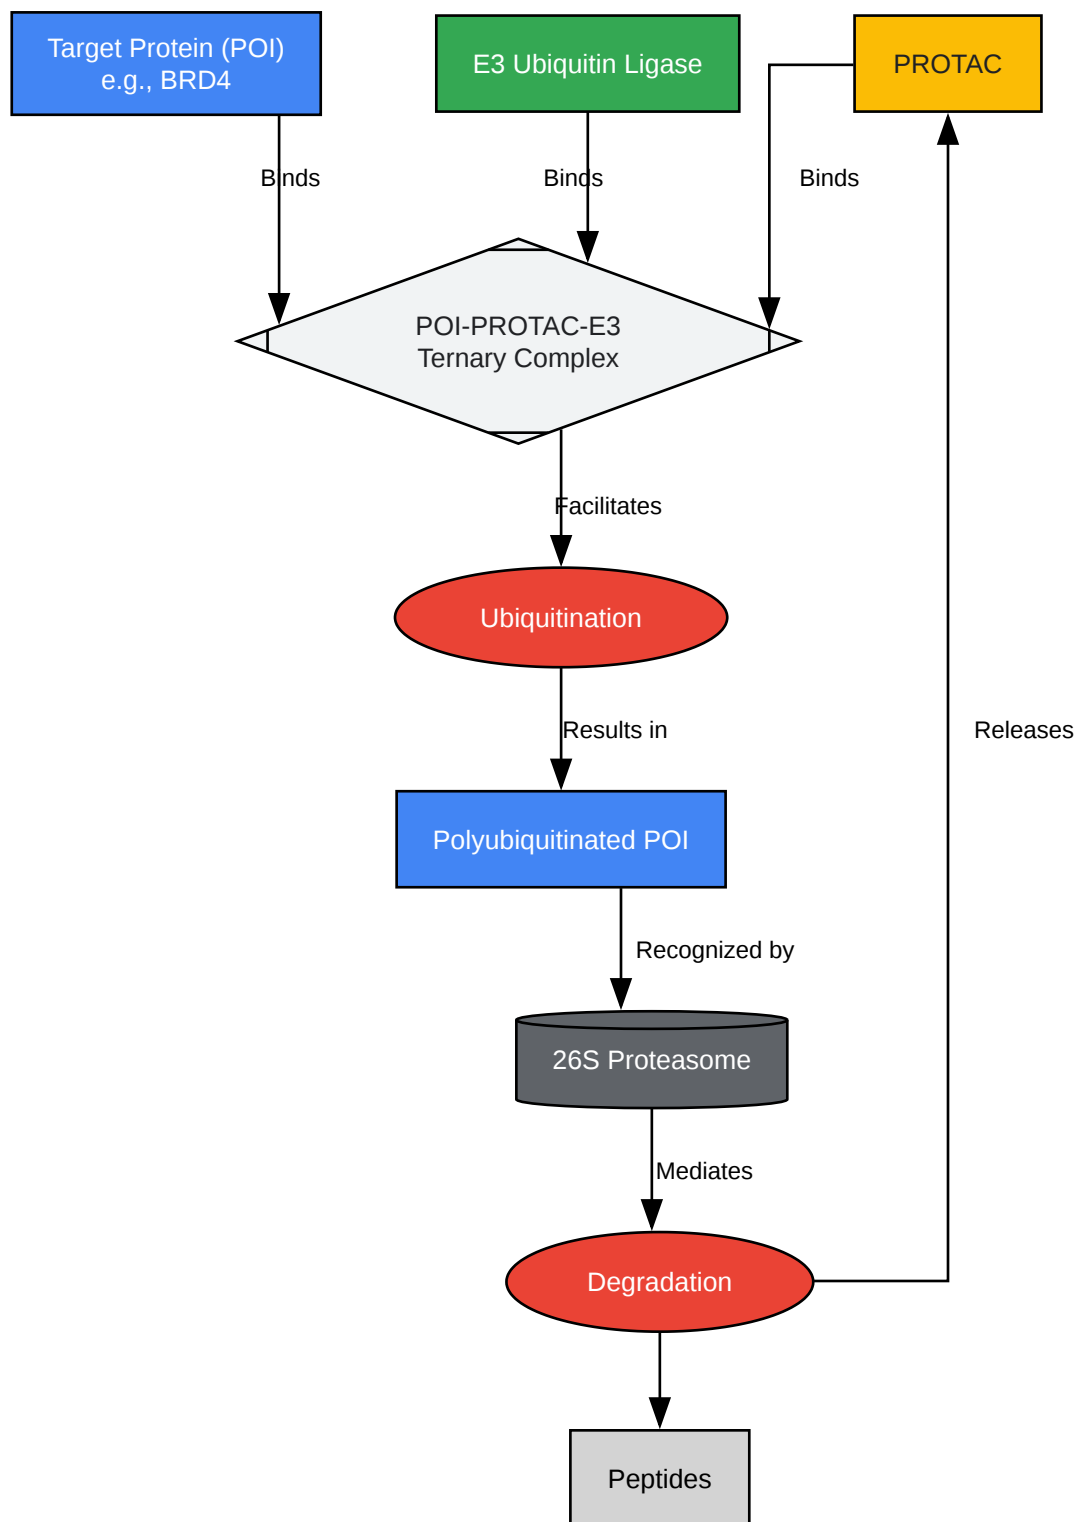 Target Protein (POI)
e.g., BRD4
E3 Ubiquitin Ligase
PROTAC
Binds
Binds
Binds
POI-PROTAC-E3
Ternary Complex
Facilitates
Ubiquitination
Results in
Releases
Polyubiquitinated POI
Recognized by
26S Proteasome
Mediates
Degradation
Peptides